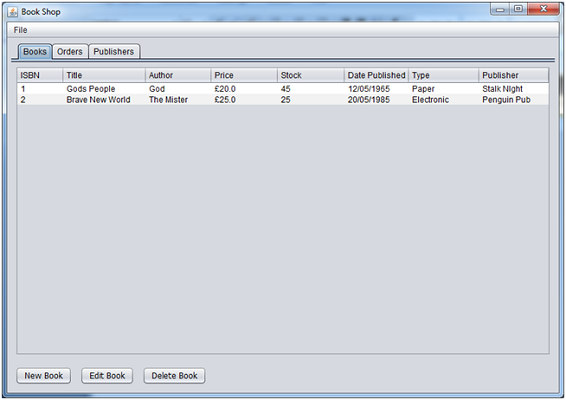 Book Shop
File
Books Orders Publishers
ISBN Title Author Price Stock Date Published Type Publisher
1 Gods People God £20.0 45 12/05/1965 Paper Stalk NIght
2 Brave New World The Mister £25.0 25 20/05/1985 Electronic Penguin Pub
New Book Edit Book Delete Book